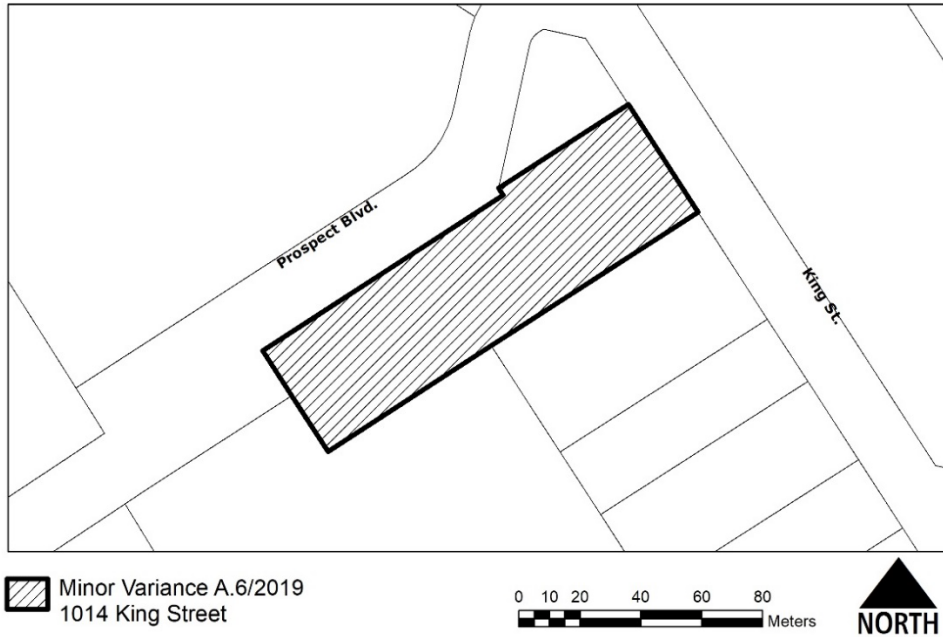 Prospect Blvd.
King St.
Minor Variance A.6/2019
1014 King Street
0 10 20 40 60 80
Meters
NORTH